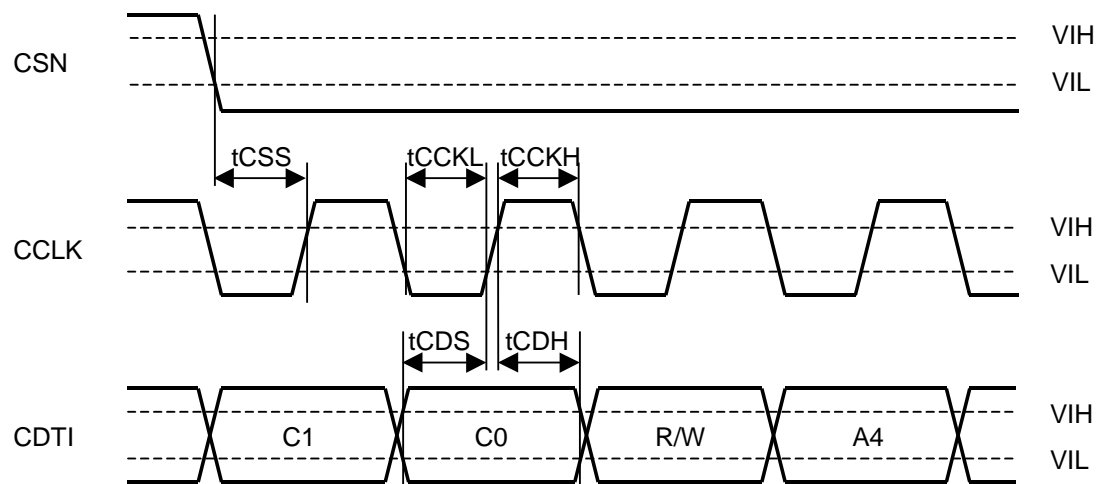 VIH
CSN
VIL
tCSS tCCKL tCCKH
VIH
CCLK
VIL
tCDS tCDH
VIH
CDTI C1 C0 R/W A4
VIL